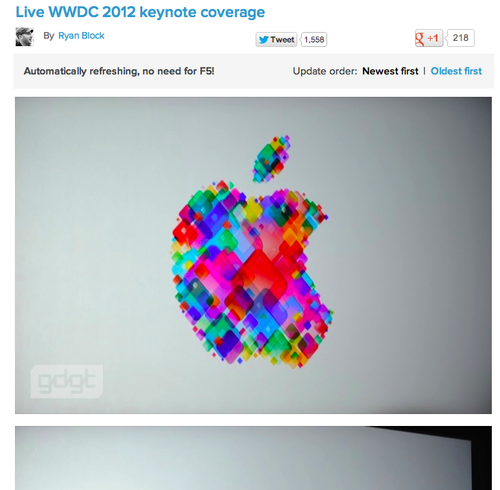 Live WWDC 2012 keynote coverage
By Ryan Block
Tweet 1,558
+1 218
Automatically refreshing, no need for F5! Update order: Newest first | Oldest first
gdgt